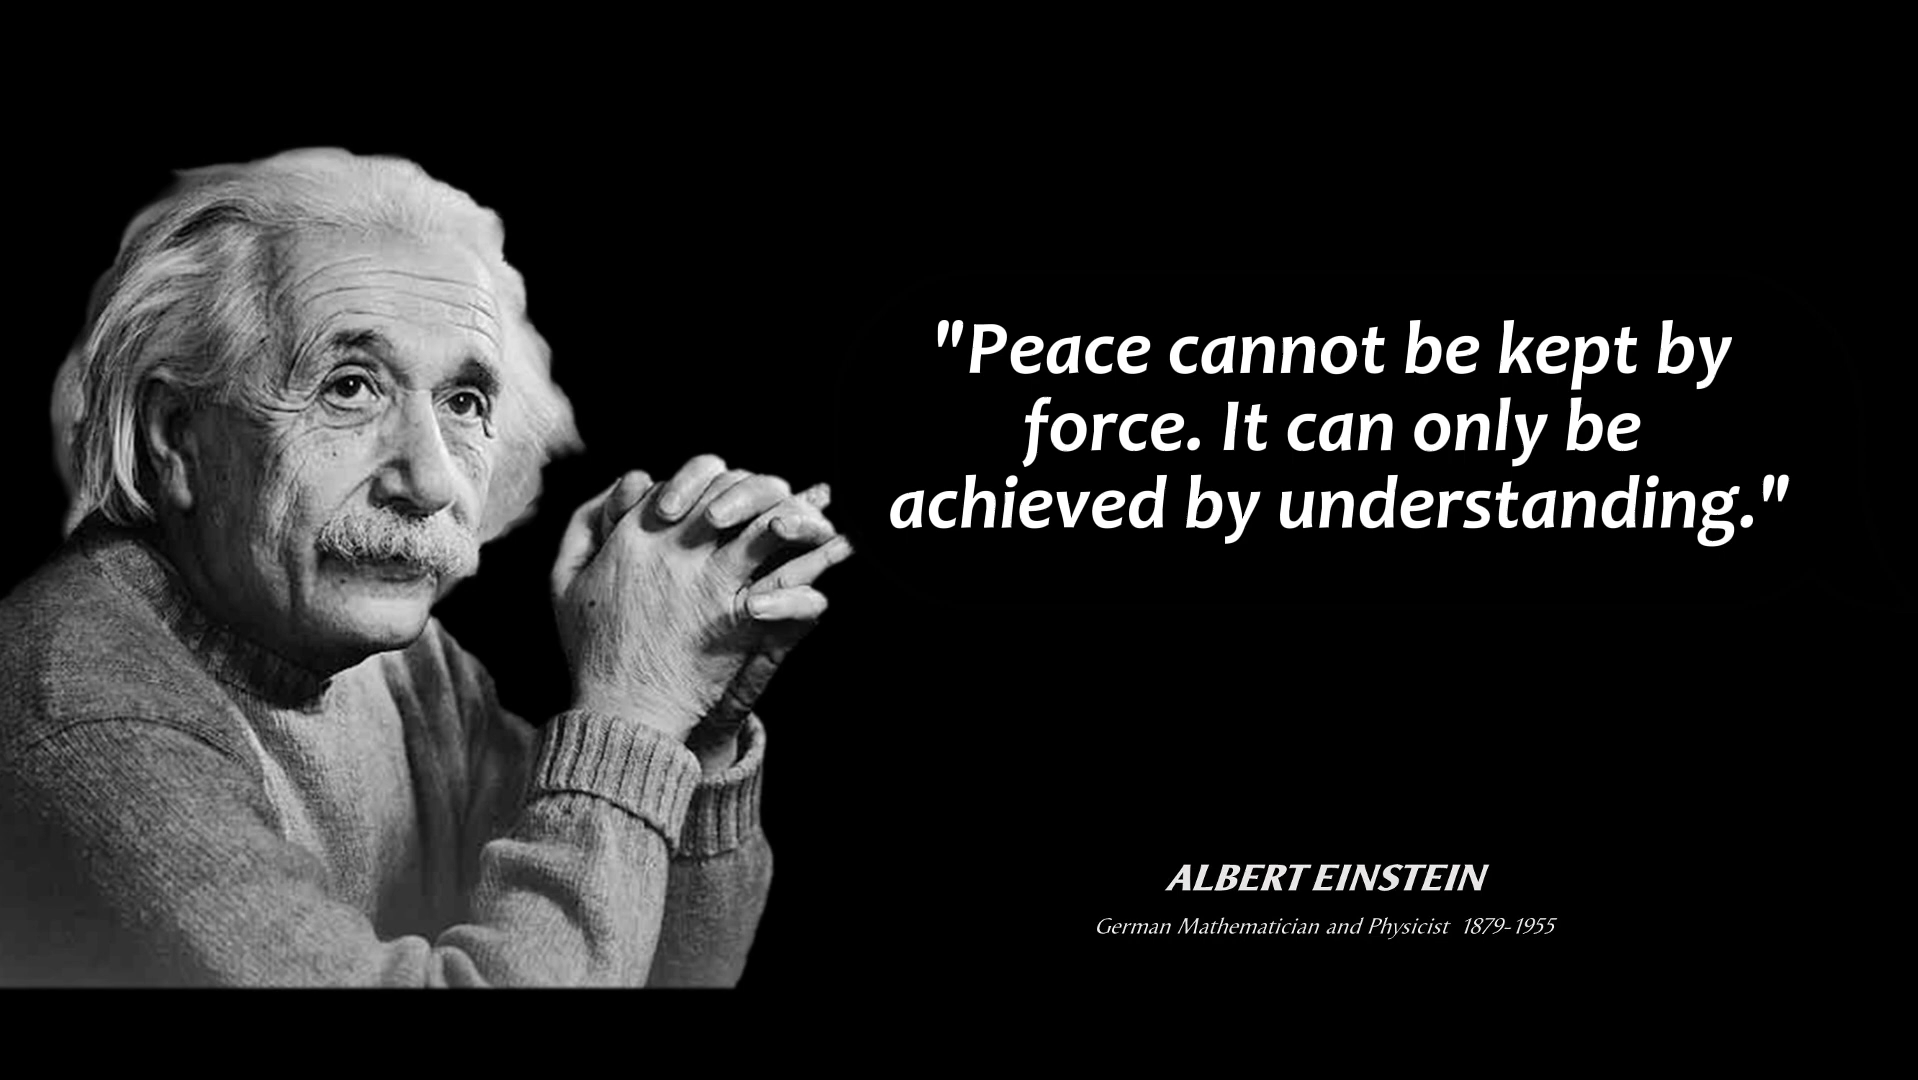 "Peace cannot be kept by
force. It can only be
achieved by understanding."
ALBERT EINSTEIN
German Mathematician and Physicist 1879-1955